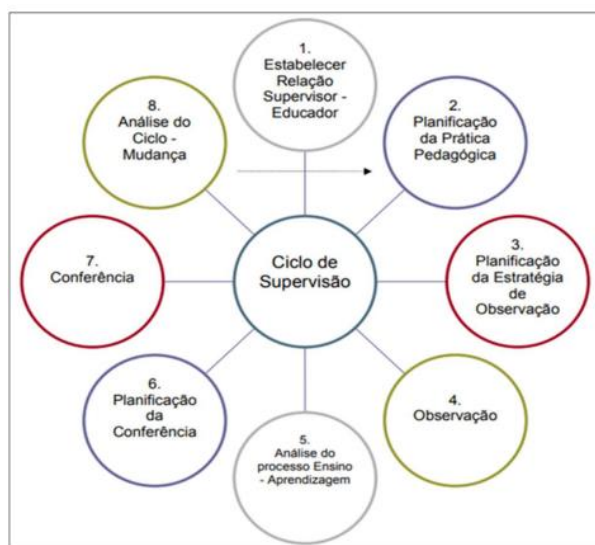 1.
Estabelecer
Relação
Supervisor -
Educador
2.
Planificação
da Prática
Pedagógica
3.
Planificação
da Estratégia
de
Observação
4.
Observação
5.
Análise do
processo Ensino
- Aprendizagem
6.
Planificação
da
Conferência
7.
Conferência
8.
Análise do
Ciclo -
Mudança
Ciclo de
Supervisão